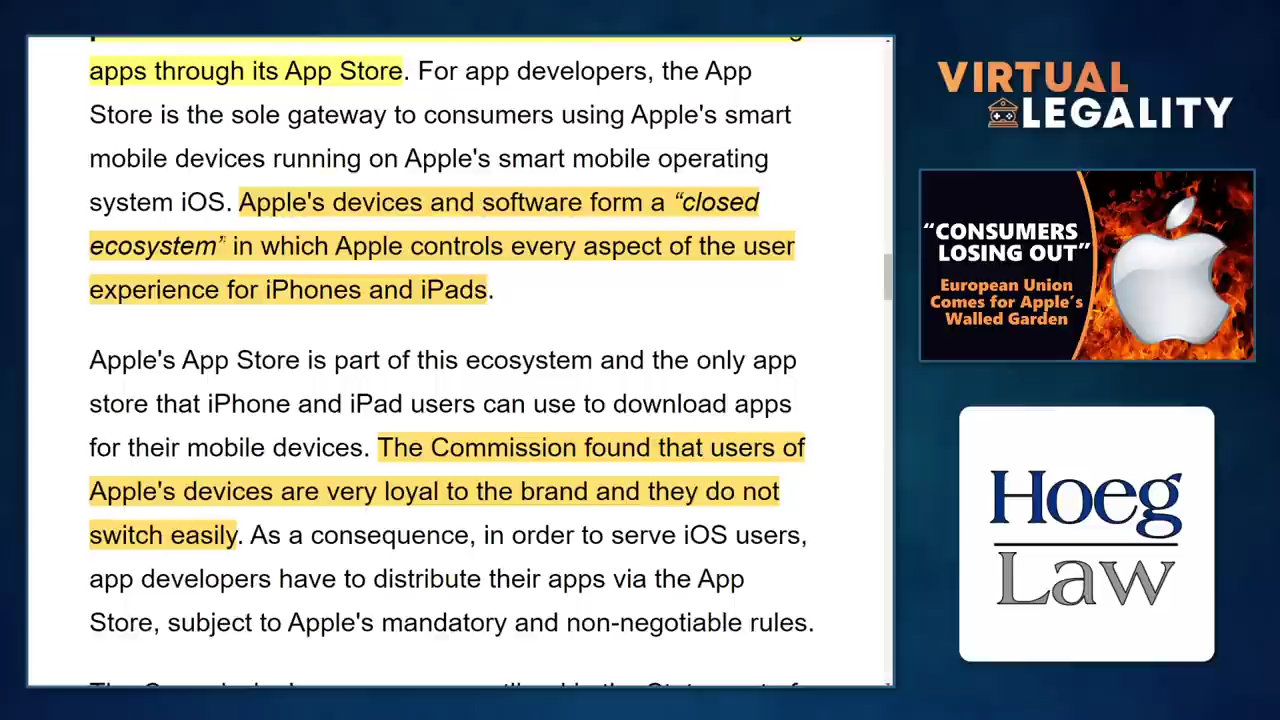 apps through its App Store. For app developers, the App
Store is the sole gateway to consumers using Apple's smart
mobile devices running on Apple's smart mobile operating
system iOS. Apple's devices and software form a “closed
ecosystem” in which Apple controls every aspect of the user
experience for iPhones and iPads.
Apple's App Store is part of this ecosystem and the only app
store that iPhone and iPad users can use to download apps
for their mobile devices. The Commission found that users of
Apple's devices are very loyal to the brand and they do not
switch easily. As a consequence, in order to serve iOS users,
app developers have to distribute their apps via the App
Store, subject to Apple's mandatory and non-negotiable rules.
VIRTUAL
LEGALITY
“CONSUMERS
LOSING OUT”
European Union
Comes for Apple's
Walled Garden
Hoeg
Law